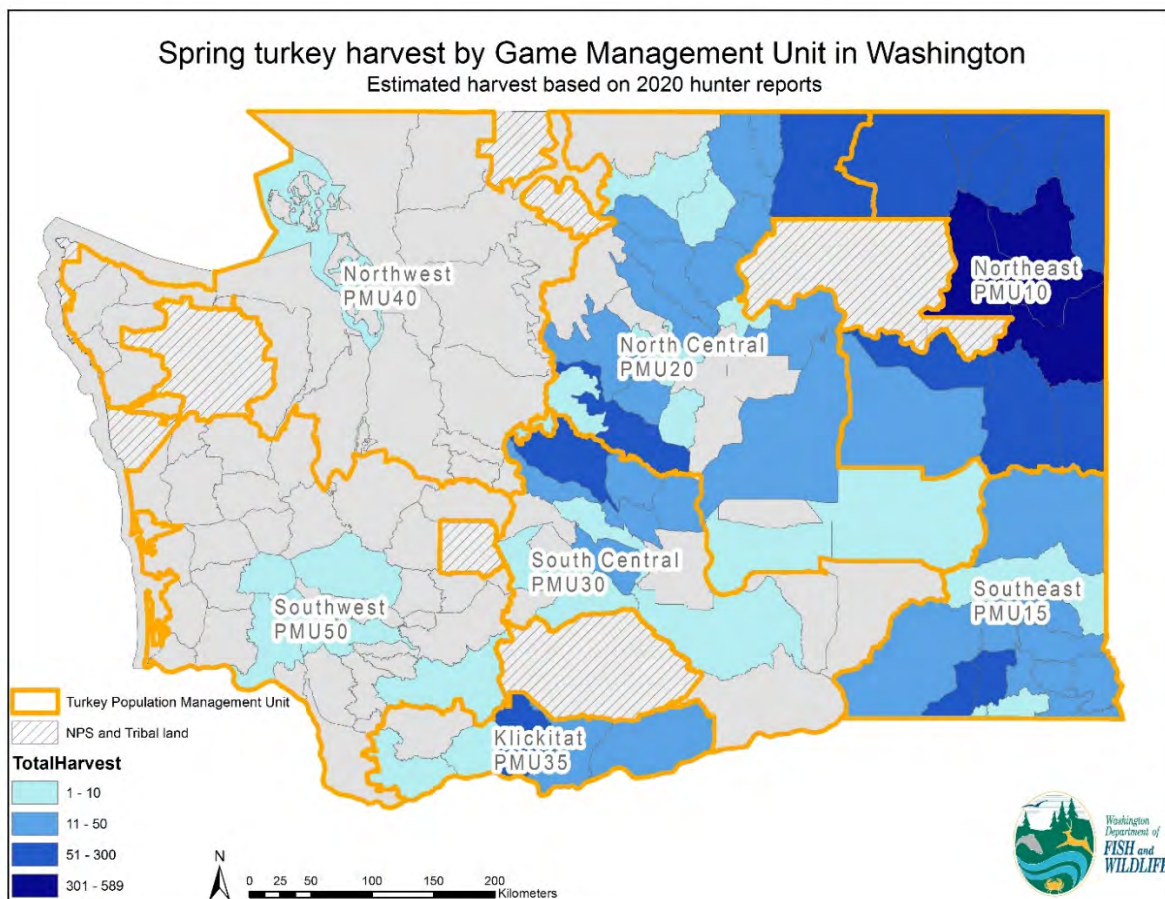 Spring turkey harvest by Game Management Unit in Washington
Estimated harvest based on 2020 hunter reports
Northwest
PMU40
Northeast
PMU10
North Central
PMU20
South Central
PMU30
Southeast
PMU15
Southwest
PMU50
Klickitat
PMU35
Turkey Population Management Unit
NPS and Tribal land
TotalHarvest
1 - 10
11 - 50
51 - 300
301 - 589
N
0 25 50 100 150 200
Kilometers
Washington
Department of
FISH and
WILDLIFE